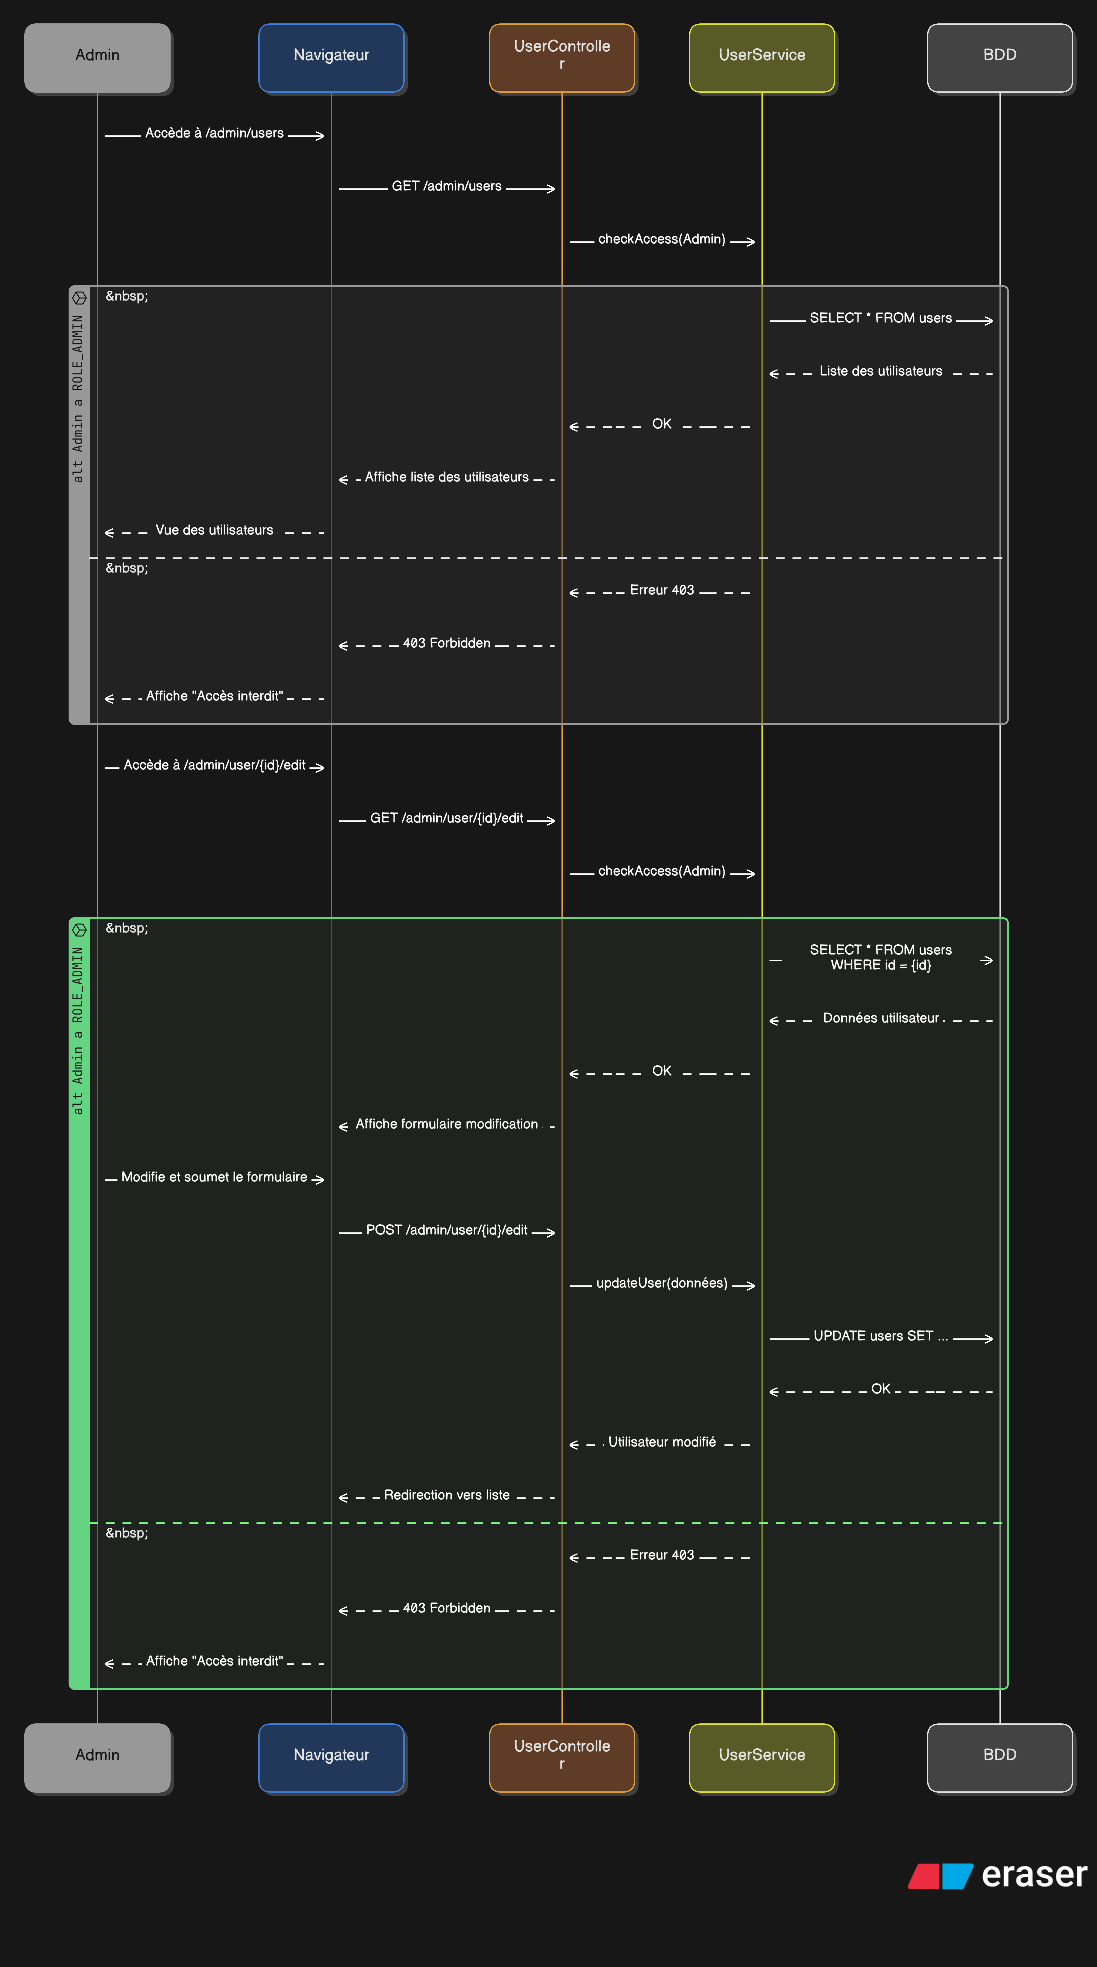 Admin
Navigateur
UserControlle
r
UserService
BDD
Accède à /admin/users
GET /admin/users
checkAccess(Admin)
alt Admin a ROLE_ADMIN
&nbsp;
SELECT * FROM users
Liste des utilisateurs
OK
Affiche liste des utilisateurs
Vue des utilisateurs
&nbsp;
Erreur 403
403 Forbidden
Affiche "Accès interdit"
Accède à /admin/user/{id}/edit
GET /admin/user/{id}/edit
checkAccess(Admin)
alt Admin a ROLE_ADMIN
&nbsp;
SELECT * FROM users
WHERE id = {id}
Données utilisateur
OK
Affiche formulaire modification
Modifie et soumet le formulaire
POST /admin/user/{id}/edit
updateUser(données)
UPDATE users SET ...
OK
Utilisateur modifié
Redirection vers liste
&nbsp;
Erreur 403
403 Forbidden
Affiche "Accès interdit"
Admin
Navigateur
UserControlle
r
UserService
BDD
eraser